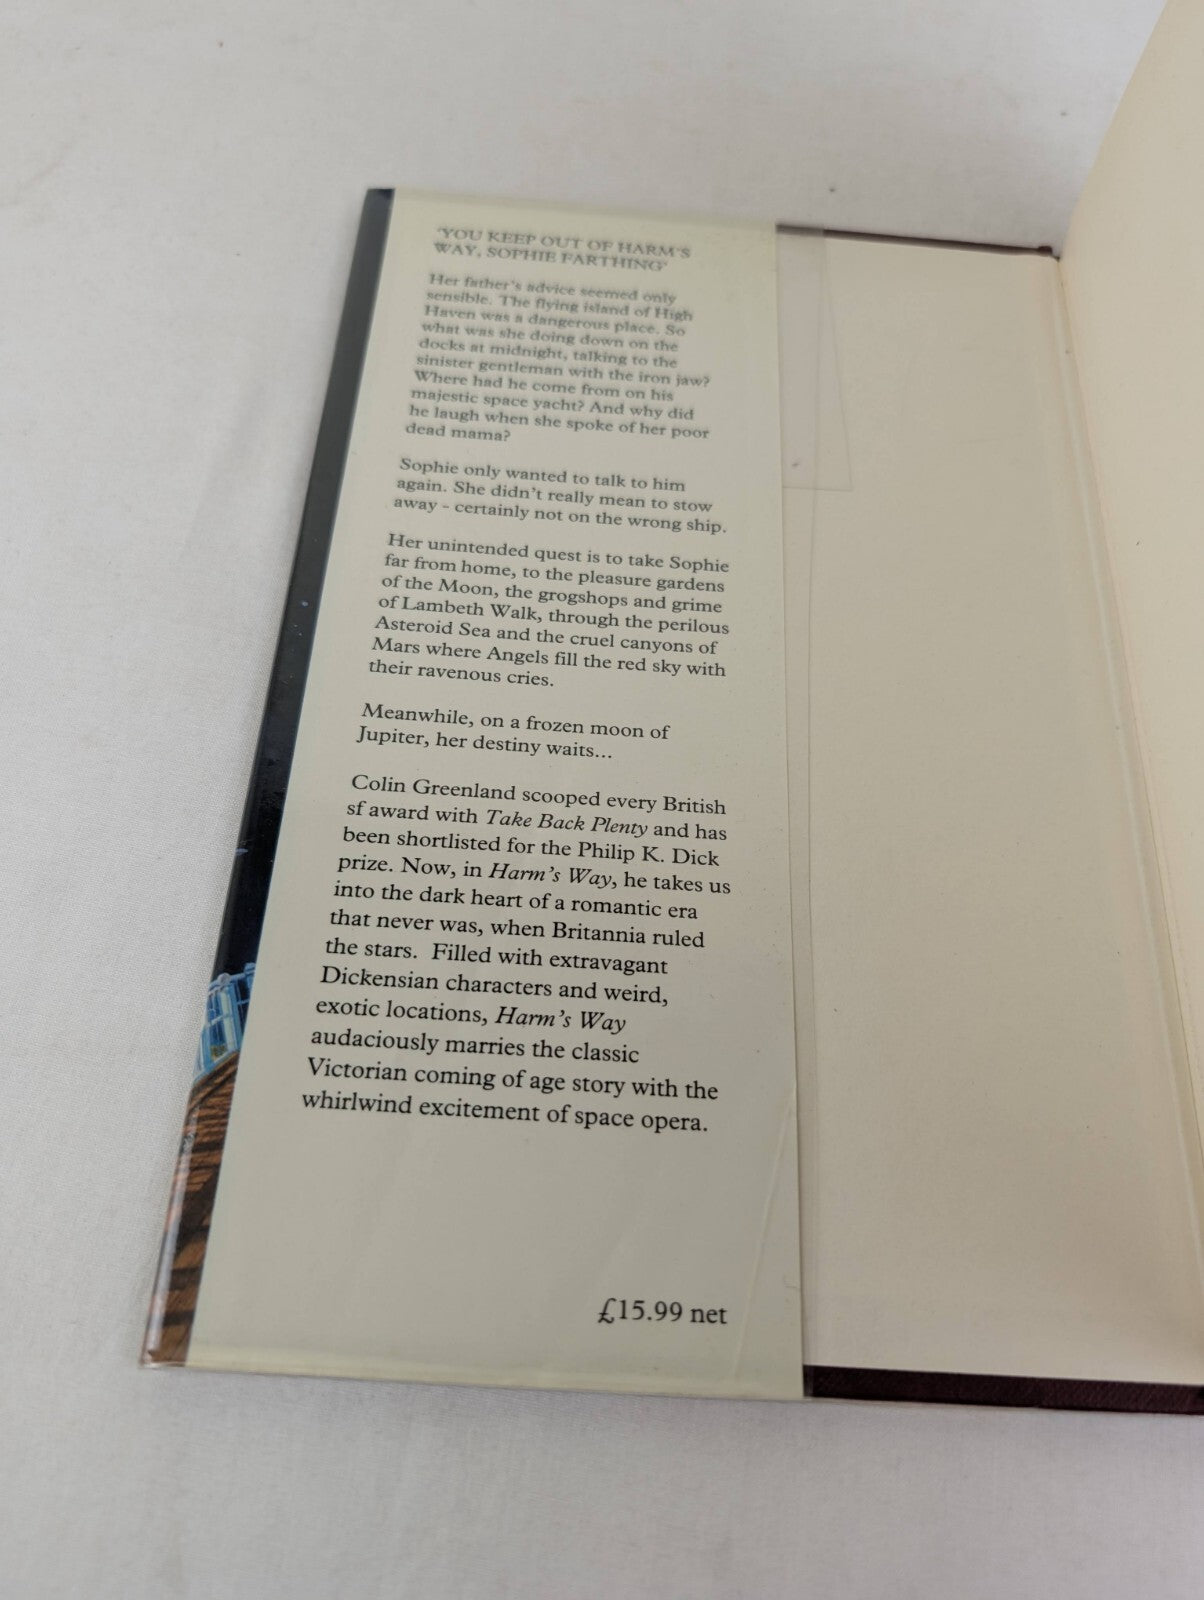 'YOU KEEP OUT OF HARM'S
WAY, SOPHIE FARTHING'
Her father's advice seemed only
sensible. The flying island of High
Haven was a dangerous place. So
what was she doing down on the
docks at midnight, talking to the
sinister gentleman with the iron jaw?
Where had he come from on his
majestic space yacht? And why did
he laugh when she spoke of her poor
dead mama?
Sophie only wanted to talk to him
again. She didn't really mean to stow
away - certainly not on the wrong ship.
Her unintended quest is to take Sophie
far from home, to the pleasure gardens
of the Moon, the grogshops and grime
of Lambeth Walk, through the perilous
Asteroid Sea and the cruel canyons of
Mars where Angels fill the red sky with
their ravenous cries.
Meanwhile, on a frozen moon of
Jupiter, her destiny waits...
Colin Greenland scooped every British
sf award with Take Back Plenty and has
been shortlisted for the Philip K. Dick
prize. Now, in Harm's Way, he takes us
into the dark heart of a romantic era
that never was, when Britannia ruled
the stars. Filled with extravagant
Dickensian characters and weird,
exotic locations, Harm's Way
audaciously marries the classic
Victorian coming of age story with the
whirlwind excitement of space opera.
£15.99 net